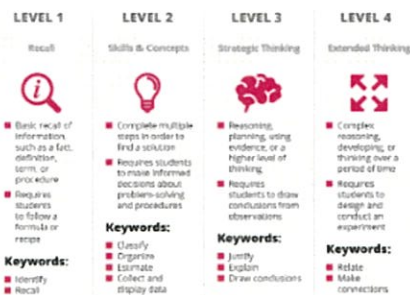 LEVEL 1
Recall
Basic recall of
information,
such as a fact,
definition,
term, or
procedure
Requires
students
to follow a
formula or
recipe
Keywords:
Identify
Recall
LEVEL 2
Skills & Concepts
Complete multiple
steps in order to
find a solution
Requires students
to make informed
decisions about
problem-solving
and procedures
Keywords:
Classify
Organize
Estimate
Collect and
display data
LEVEL 3
Strategic Thinking
Reasoning,
planning, using
evidence, or a
higher level of
thinking
Requires
students to draw
conclusions from
observations
Keywords:
Justify
Explain
Draw conclusions
LEVEL 4
Extended Thinking
Complex
reasoning,
developing, or
thinking over a
period of time
Requires
students to
design and
conduct an
experiment
Keywords:
Relate
Make
connections